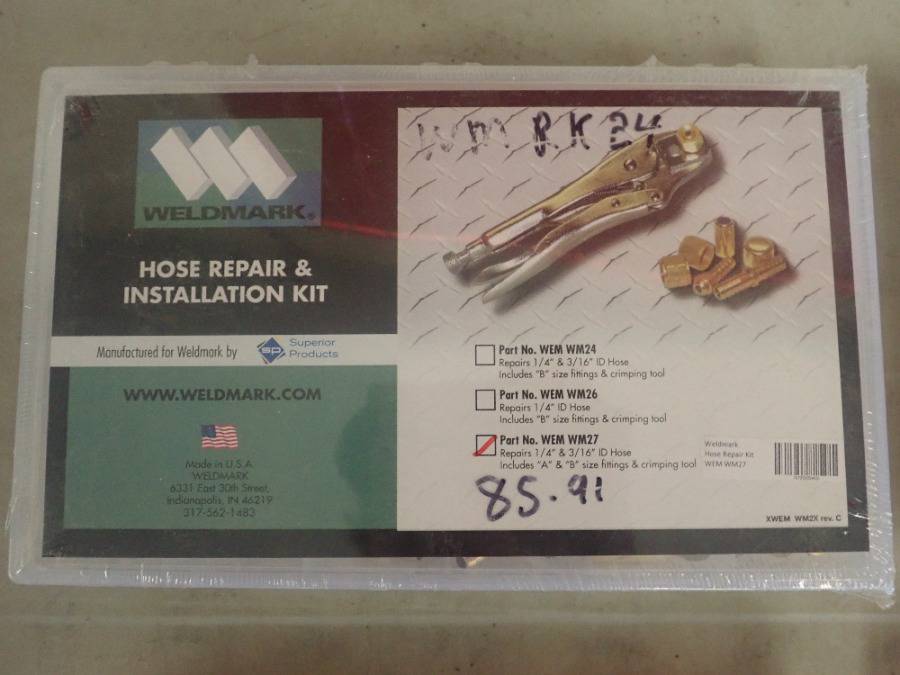 WELDMARK®
HOSE REPAIR &
INSTALLATION KIT
Manufactured for Weldmark by
SP Superior
Products
WWW.WELDMARK.COM
Made in U.S.A
WELDMARK
6331 East 30th Street,
Indianapolis, IN 46219
317-562-1483
WM RK 24
Part No. WEM WM24
Repairs 1/4" & 3/16" ID Hose
Includes "B" size fittings & crimping tool
Part No. WEM WM26
Repairs 1/4" ID Hose
Includes "B" size fittings & crimping tool
Part No. WEM WM27
Repairs 1/4" & 3/16" ID Hose
Includes "A" & "B" size fittings & crimping tool
85.91
Weldmark
Hose Repair Kit
WEM WM27
XWEM WM2X rev. C